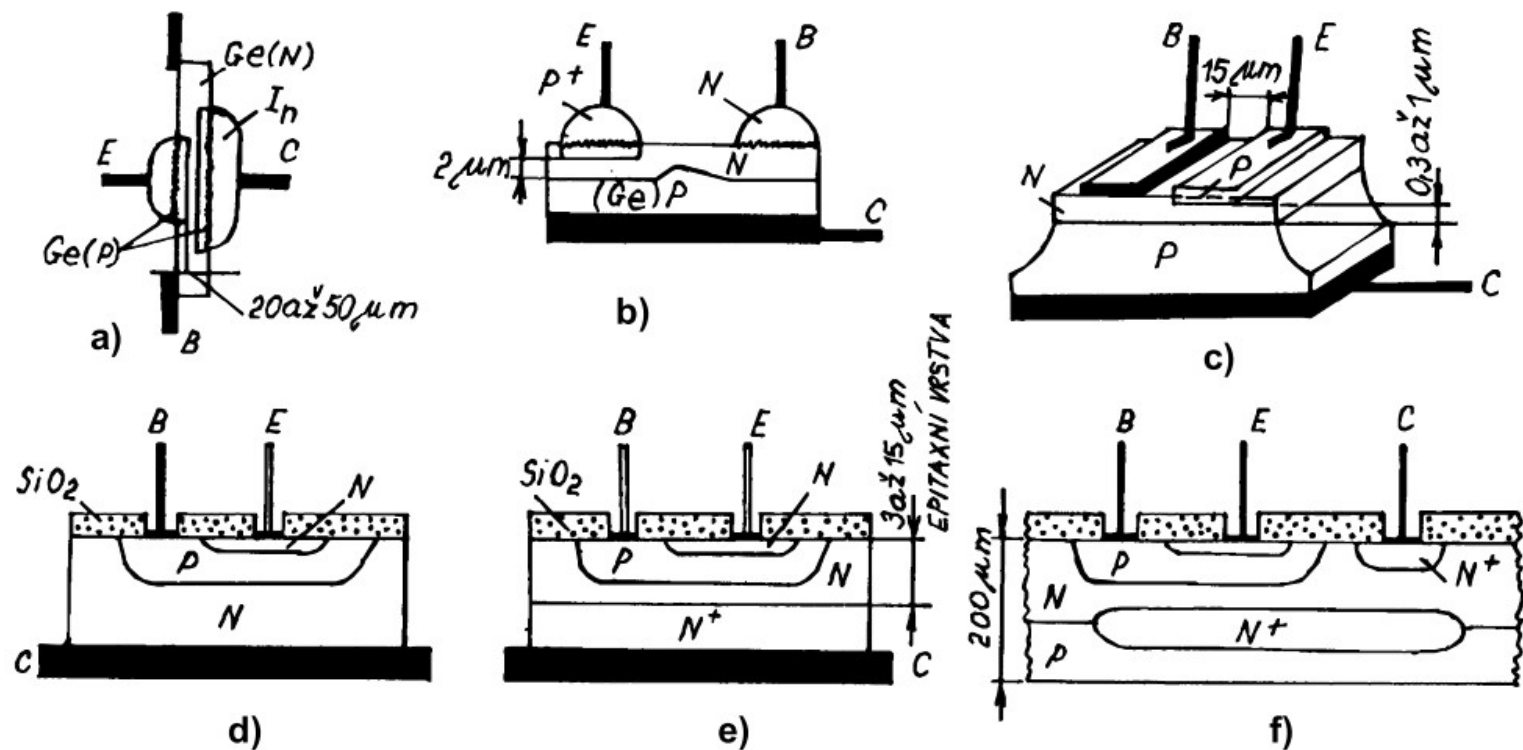 Ge(N)
In
E
C
Ge(P)
20až50µm
B
a)
E
B
P+
N
2µm
N
(Ge)P
C
b)
B
E
15µm
P
N
P
0,3až1µm
P
C
c)
B
E
SiO2
N
P
N
C
d)
B
E
SiO2
N
P
N
N+
C
3až15µm
EPITAXNÍ VRSTVA
e)
B
E
C
P
N+
N
N+
P
200µm
f)